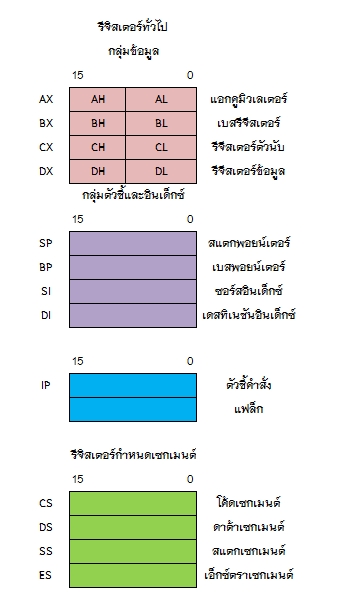 รีจิสเตอร์ทั่วไป
กลุ่มข้อมูล
15 0
AX AH AL แอกคูมิวเลเตอร์
BX BH BL เบสรีจีสเตอร์
CX CH CL รีจีสเตอร์ตัวนับ
DX DH DL รีจีสเตอร์ข้อมูล
กลุ่มตัวชี้และอินเด็กซ์
15 0
SP สแตกพอยน์เตอร์
BP เบสพอยน์เตอร์
SI ซอร์สอินเด็กซ์
DI เดสทิเนชันอินเด็กซ์
15 0
IP ตัวชี้คำสั่ง
แฟล็ก
รีจิสเตอร์กำหนดเซกเมนต์
15 0
CS โค้ดเซกเมนต์
DS ดาต้าเซกเมนต์
SS สแตกเซกเมนต์
ES เอ็กซ์ตราเซกเมนต์